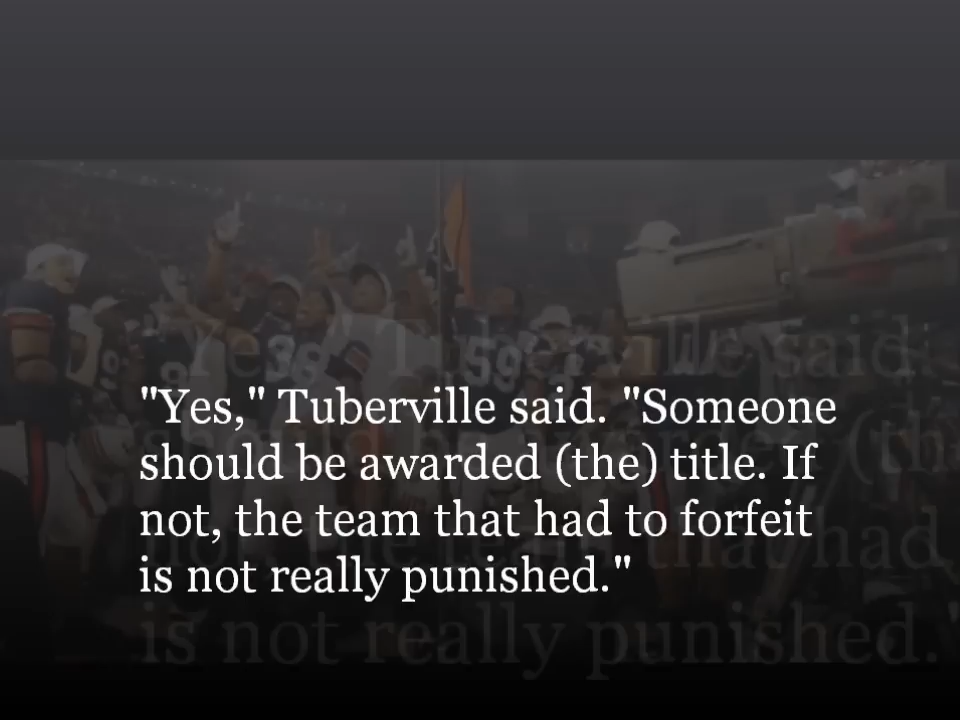 "Yes," Tuberville said. "Someone
should be awarded (the) title. If
not, the team that had to forfeit
is not really punished."